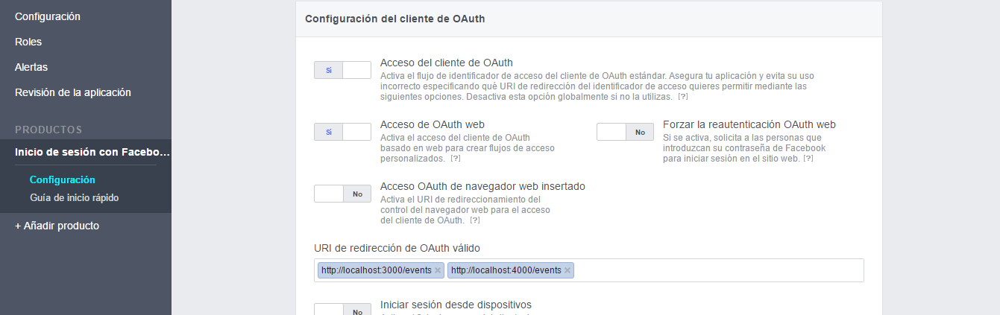 Configuración
Roles
Alertas
Revisión de la aplicación
PRODUCTOS
Inicio de sesión con Facebo...
Configuración
Guía de inicio rápido
+ Añadir producto
Configuración del cliente de OAuth
Sí
Acceso del cliente de OAuth
Activa el flujo de identificador de acceso del cliente de OAuth estándar. Asegura tu aplicación y evita su uso
incorrecto especificando qué URI de redirección del identificador de acceso quieres permitir mediante las
siguientes opciones. Desactiva esta opción globalmente si no la utilizas. [?]
Sí
Acceso de OAuth web
Activa el acceso del cliente de OAuth
basado en web para crear flujos de acceso
personalizados. [?]
No
Forzar la reautenticación OAuth web
Si se activa, solicita a las personas que
introduzcan su contraseña de Facebook
para iniciar sesión en el sitio web. [?]
No
Acceso OAuth de navegador web insertado
Activa el URI de redireccionamiento del
control del navegador web para el acceso
del cliente de OAuth. [?]
URI de redirección de OAuth válido
http://localhost:3000/events × http://localhost:4000/events ×
No
Iniciar sesión desde dispositivos